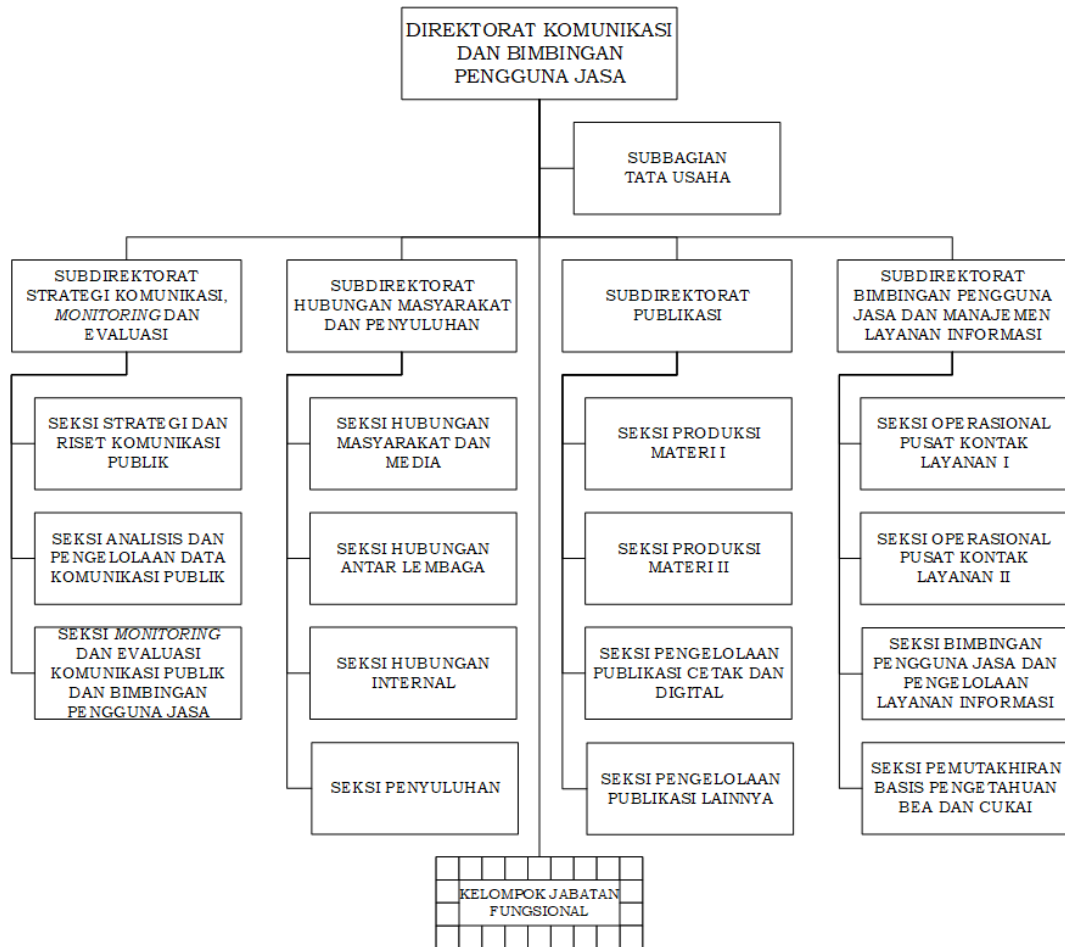 DIREKTORAT KOMUNIKASI
DAN BIMBINGAN
PENGGUNA JASA
SUBBAGIAN
TATA USAHA
SUBDIREKTORAT
STRATEGI KOMUNIKASI,
MONITORING DAN
EVALUASI
SUBDIREKTORAT
HUBUNGAN MASYARAKAT
DAN PENYULUHAN
SUBDIREKTORAT
PUBLIKASI
SUBDIREKTORAT
BIMBINGAN PENGGUNA
JASA DAN MANAJEMEN
LAYANAN INFORMASI
SEKSI STRATEGI DAN
RISET KOMUNIKASI
PUBLIK
SEKSI HUBUNGAN
MASYARAKAT DAN
MEDIA
SEKSI PRODUKSI
MATERI I
SEKSI OPERASIONAL
PUSAT KONTAK
LAYANAN I
SEKSI ANALISIS DAN
PENGELOLAAN DATA
KOMUNIKASI PUBLIK
SEKSI HUBUNGAN
ANTAR LEMBAGA
SEKSI PRODUKSI
MATERI II
SEKSI OPERASIONAL
PUSAT KONTAK
LAYANAN II
SEKSI MONITORING
DAN EVALUASI
KOMUNIKASI PUBLIK
DAN BIMBINGAN
PENGGUNA JASA
SEKSI HUBUNGAN
INTERNAL
SEKSI PENGELOLAAN
PUBLIKASI CETAK DAN
DIGITAL
SEKSI BIMBINGAN
PENGGUNA JASA DAN
PENGELOLAAN
LAYANAN INFORMASI
SEKSI PENYULUHAN
SEKSI PENGELOLAAN
PUBLIKASI LAINNYA
SEKSI PEMUTAKHIRAN
BASIS PENGETAHUAN
BEA DAN CUKAI
KELOMPOK JABATAN
FUNGSIONAL